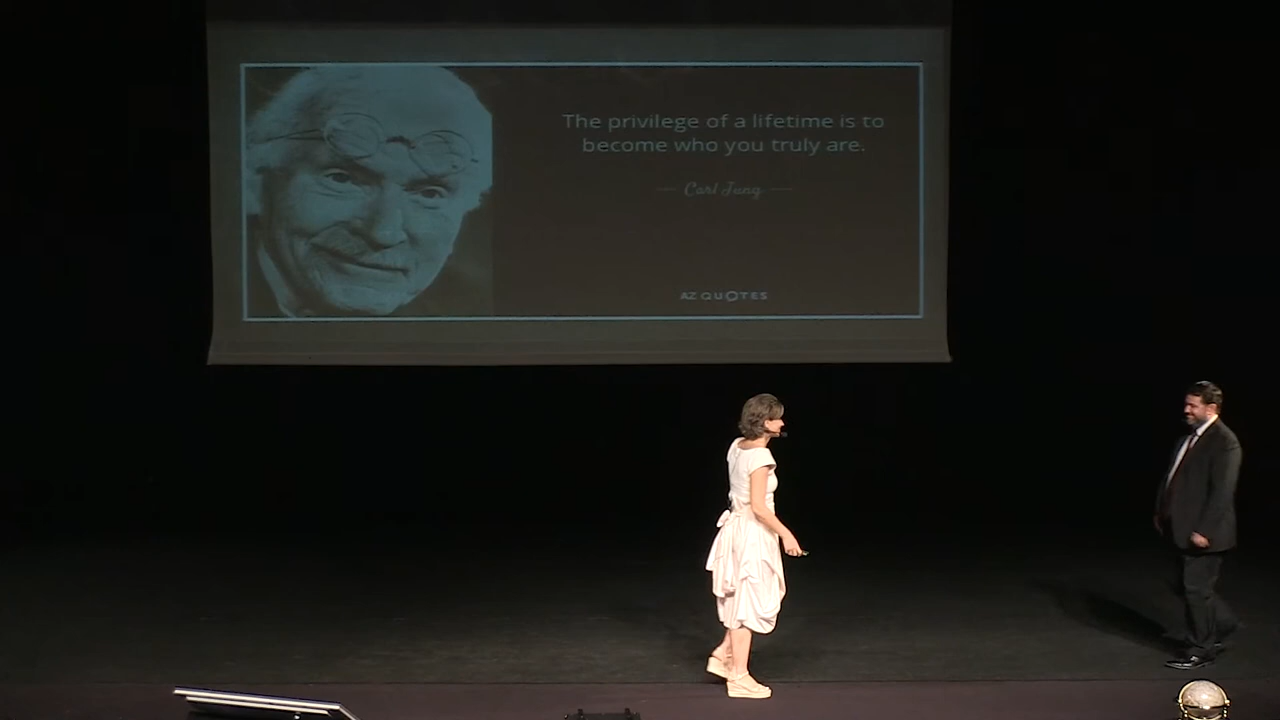 The privilege of a lifetime is to
become who you truly are.
— Carl Jung —
AZ QUOTES